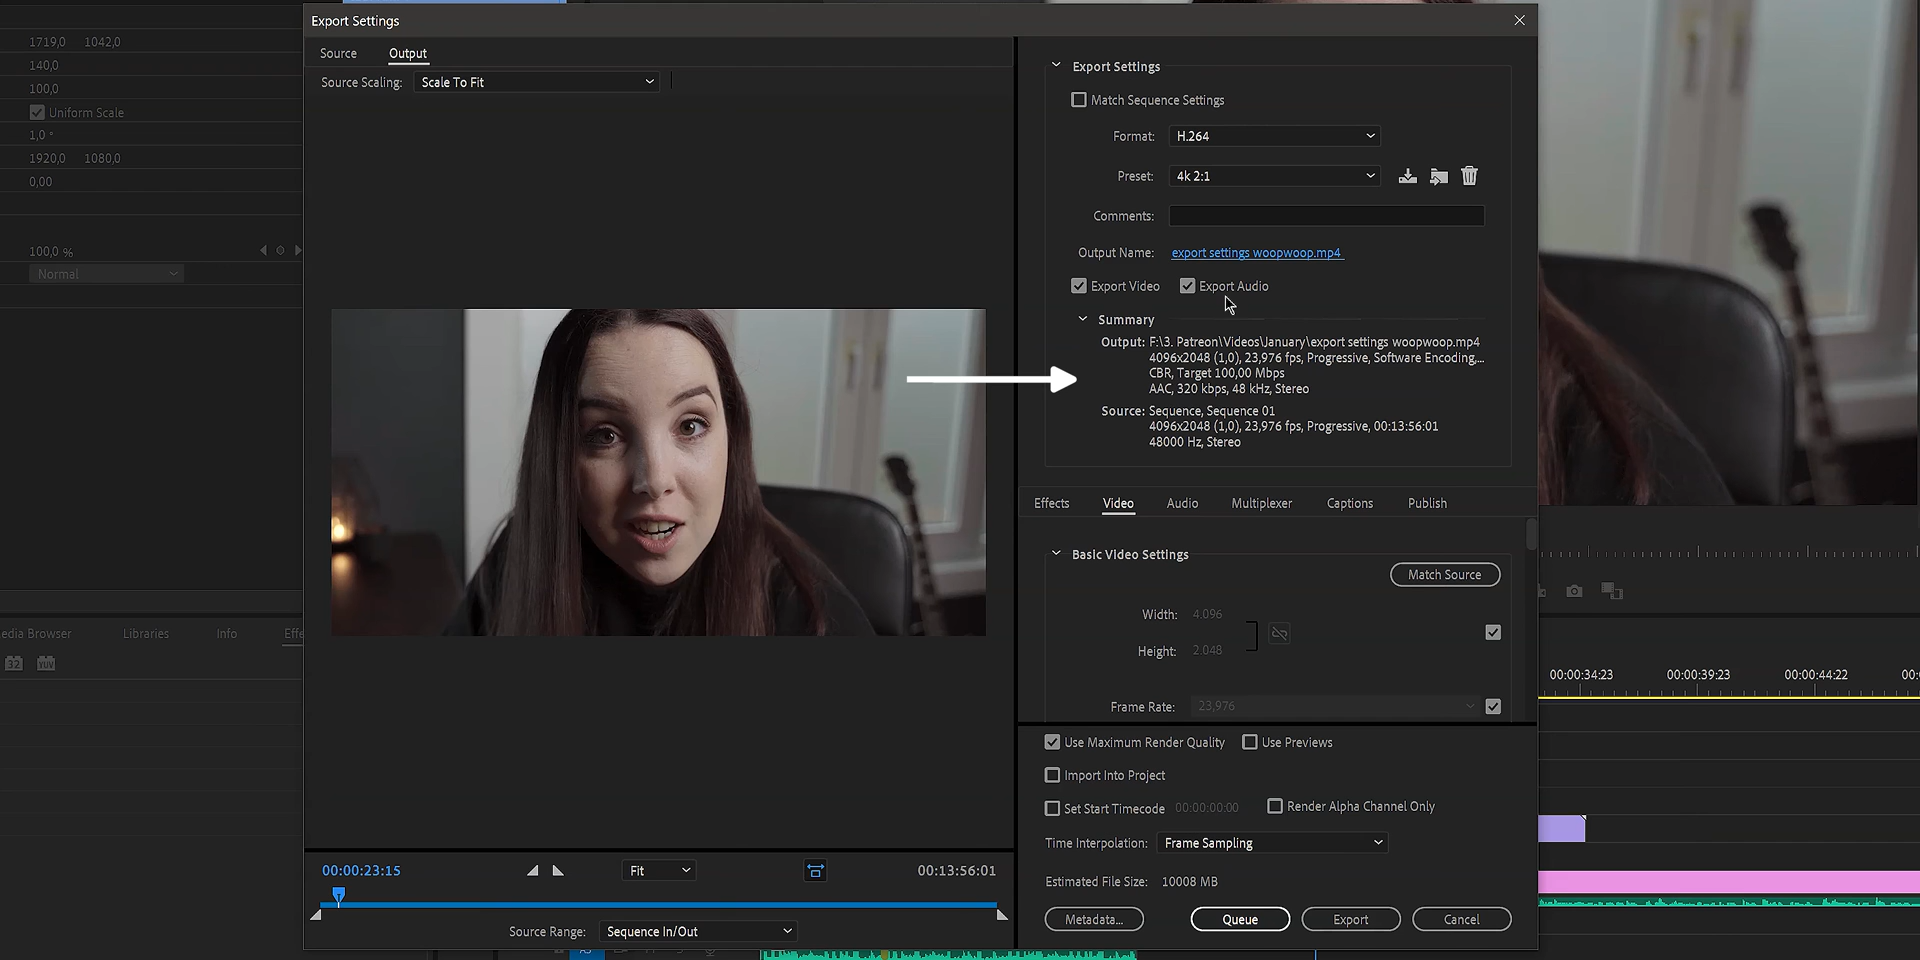 Export Settings
1719,0 1042,0
140,0
100,0
Uniform Scale
1,0 °
1920,0 1080,0
0,00
100,0 %
Normal
Libraries
Info
32
YUV
Source Output
Source Scaling: Scale To Fit
00:00:23:15
Fit
00:13:56:01
Source Range: Sequence In/Out
Export Settings
Match Sequence Settings
Format: H.264
Preset: 4k 2:1
Comments:
Output Name: export settings woopwoop.mp4
Export Video Export Audio
Summary
Output: F:\3. Patreon\Videos\January\export settings woopwoop.mp4
4096x2048 (1,0), 23,976 fps, Progressive, Software Encoding,...
CBR, Target 100,00 Mbps
AAC, 320 kbps, 48 kHz, Stereo
Source: Sequence, Sequence 01
4096x2048 (1,0), 23,976 fps, Progressive, 00:13:56:01
48000 Hz, Stereo
Effects Video Audio Multiplexer Captions Publish
Basic Video Settings
Match Source
Width: 4.096
Height: 2.048
Frame Rate: 23,976
Use Maximum Render Quality Use Previews
Import Into Project
Set Start Timecode 00:00:00:00 Render Alpha Channel Only
Time Interpolation: Frame Sampling
Estimated File Size: 10008 MB
Metadata... Queue Export Cancel
00:00:34:23 00:00:39:23 00:00:44:22